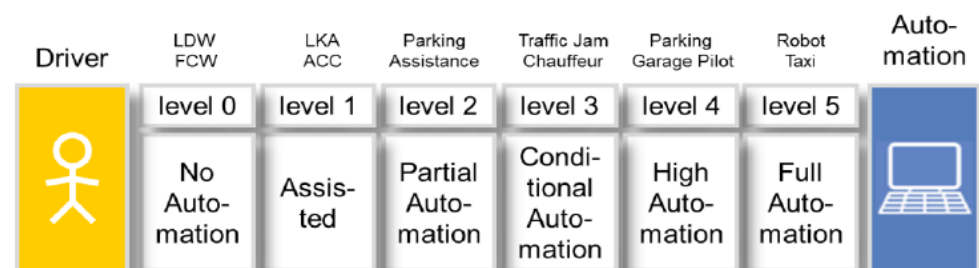 Driver
LDW
FCW
LKA
ACC
Parking
Assistance
Traffic Jam
Chauffeur
Parking
Garage Pilot
Robot
Taxi
Auto-
mation
level 0
level 1
level 2
level 3
level 4
level 5
No
Auto-
mation
Assis-
ted
Partial
Auto-
mation
Condi-
tional
Auto-
mation
High
Auto-
mation
Full
Auto-
mation